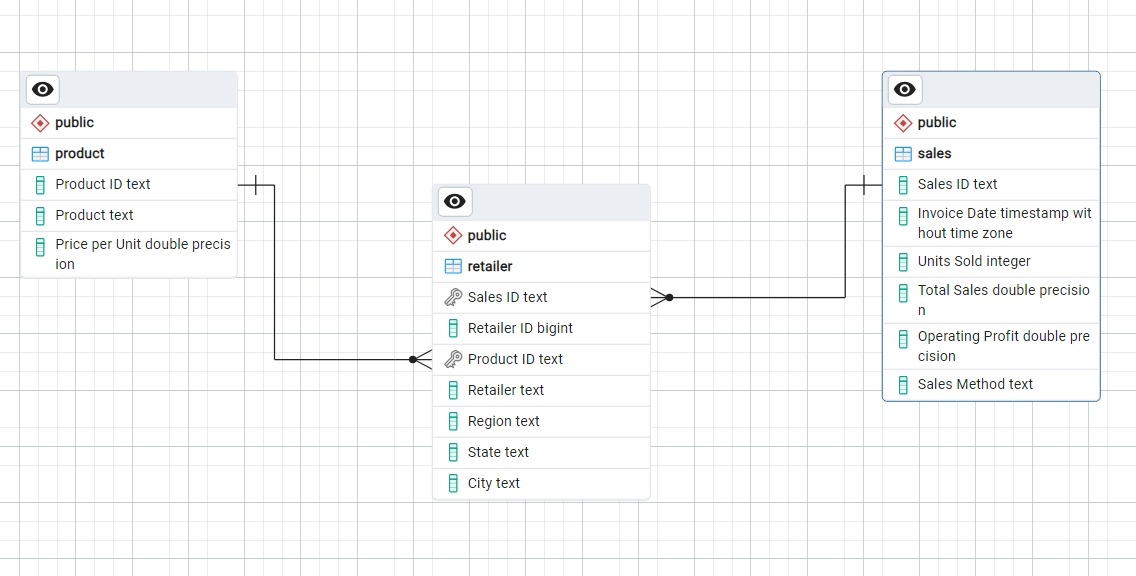 public
product
Product ID text
Product text
Price per Unit double precis
ion
public
retailer
Sales ID text
Retailer ID bigint
Product ID text
Retailer text
Region text
State text
City text
public
sales
Sales ID text
Invoice Date timestamp wit
hout time zone
Units Sold integer
Total Sales double precisio
n
Operating Profit double pre
cision
Sales Method text